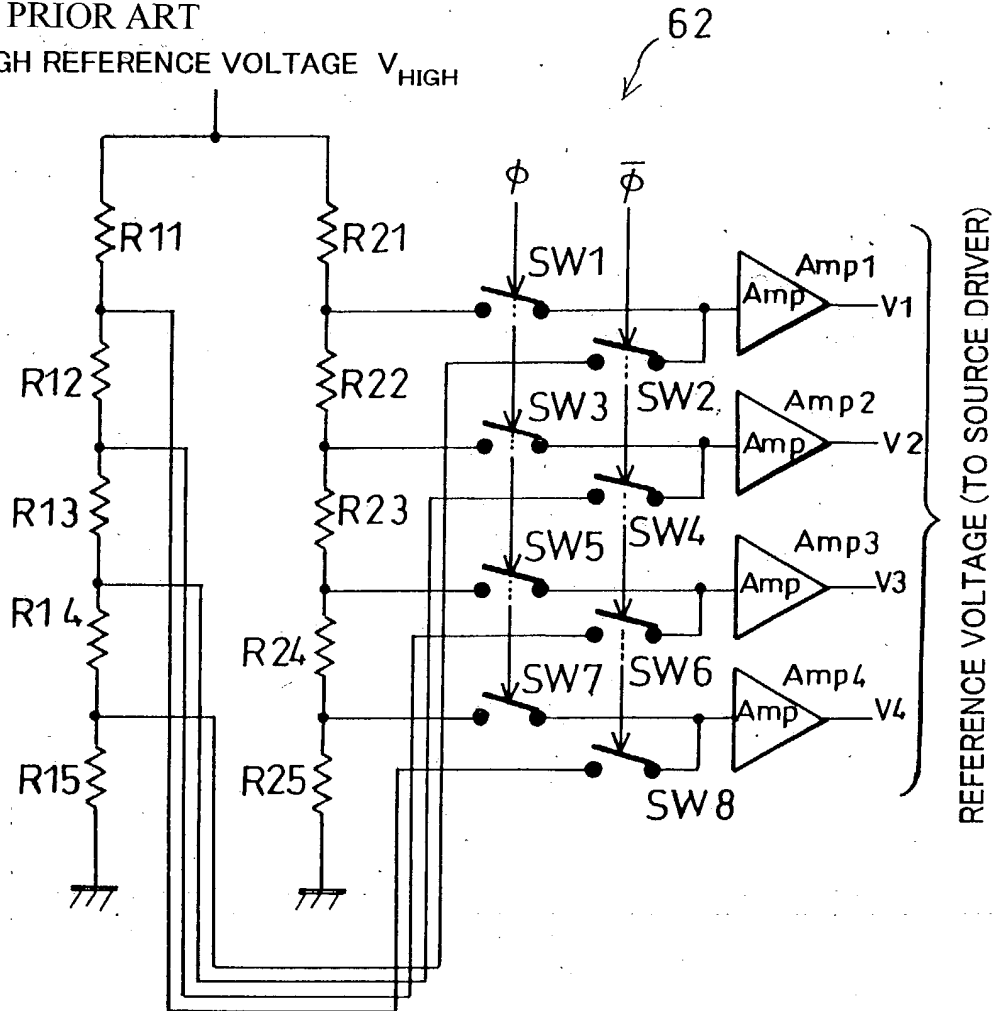 PRIOR ART
GH REFERENCE VOLTAGE VHIGH
62
ϕ
ϕ̅
R11
R21
SW1
Amp1
Amp
V1
R12
R22
SW3
SW2
Amp2
Amp
V2
R13
R23
SW5
SW4
Amp3
Amp
V3
R14
R24
SW7
SW6
Amp4
Amp
V4
R15
R25
SW8
REFERENCE VOLTAGE (TO SOURCE DRIVER)